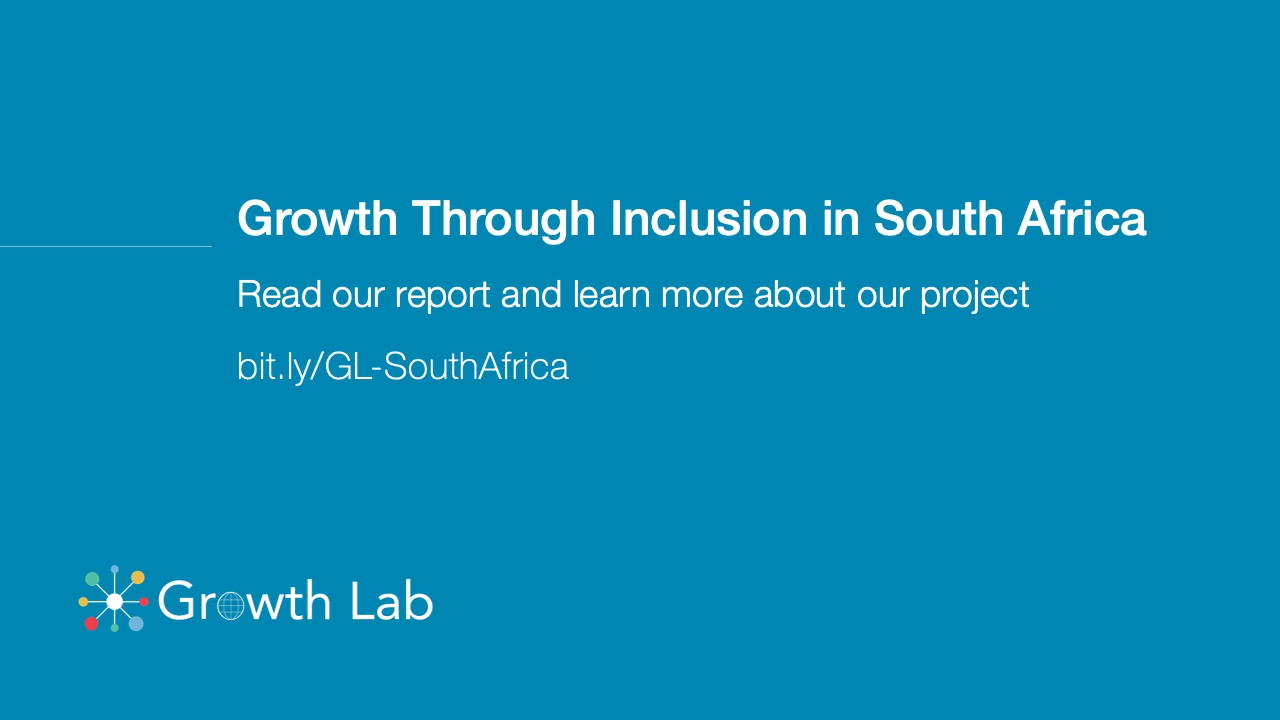 Growth Through Inclusion in South Africa
Read our report and learn more about our project
bit.ly/GL-SouthAfrica
Growth Lab